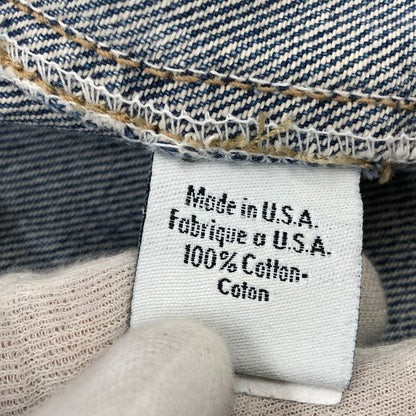 Made in U.S.A.
Fabrique a U.S.A.
100% Cotton-
Coton